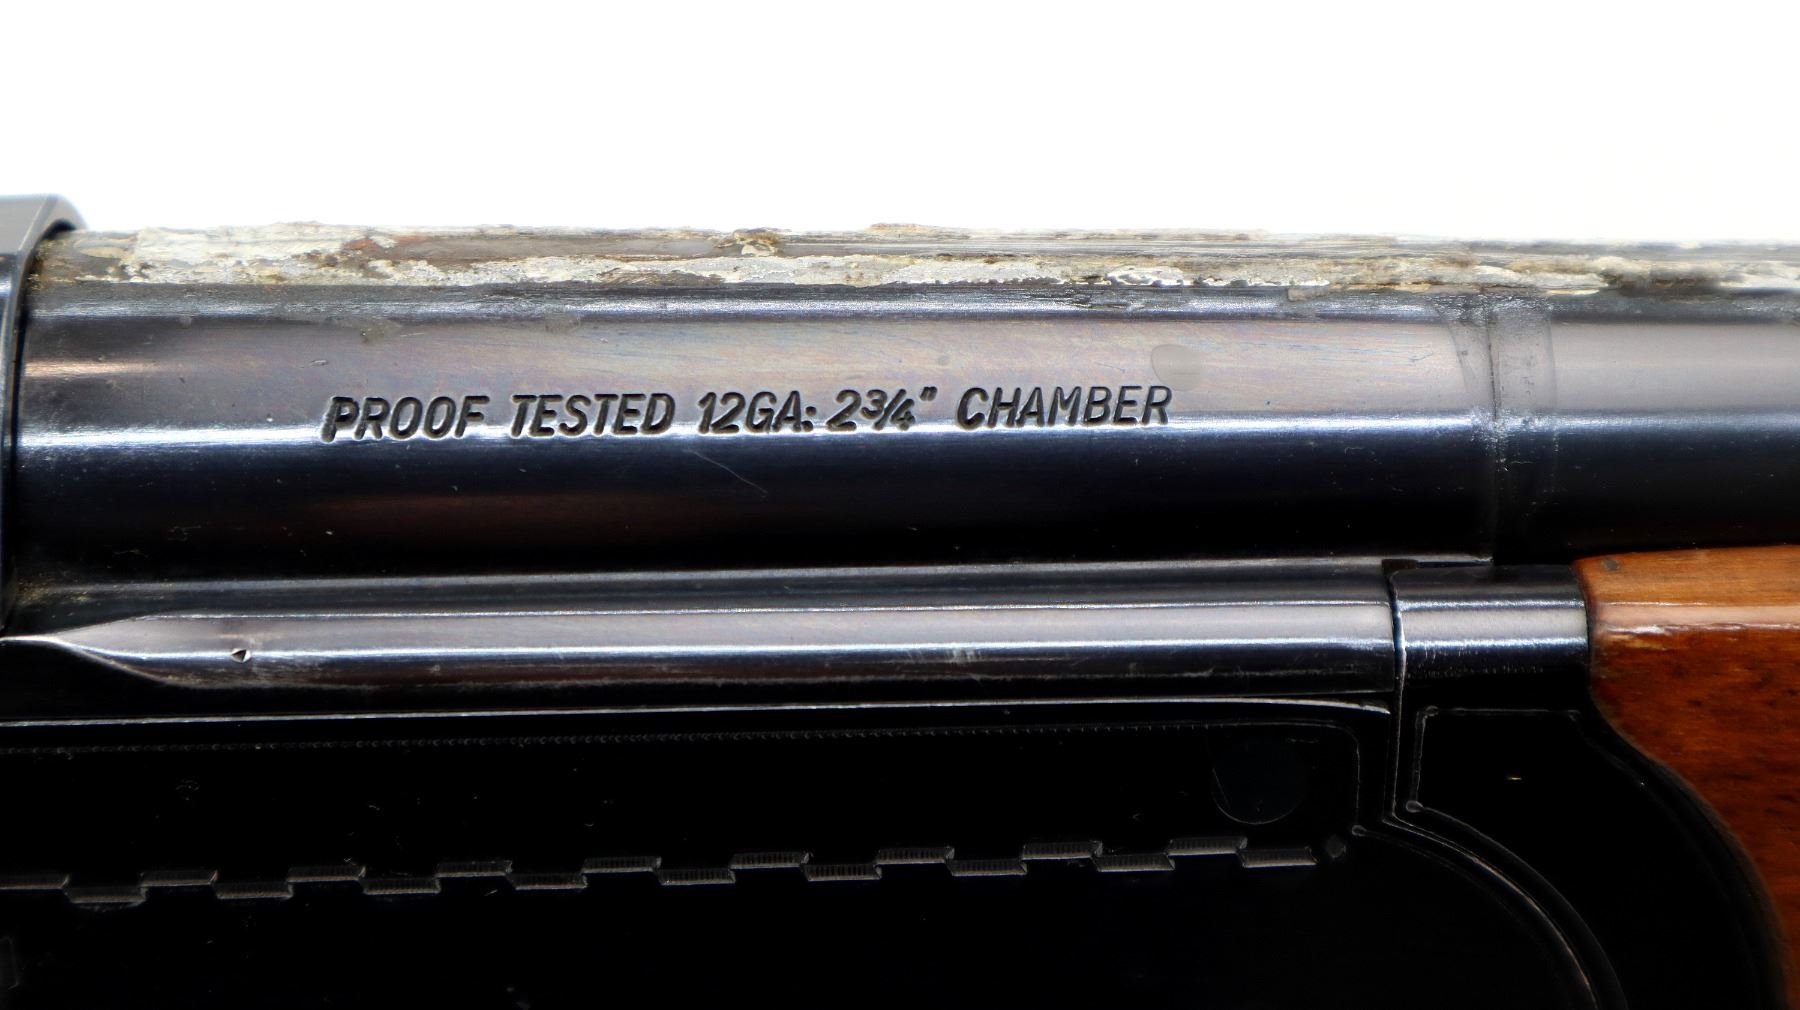 PROOF TESTED 12GA: 2¾" CHAMBER